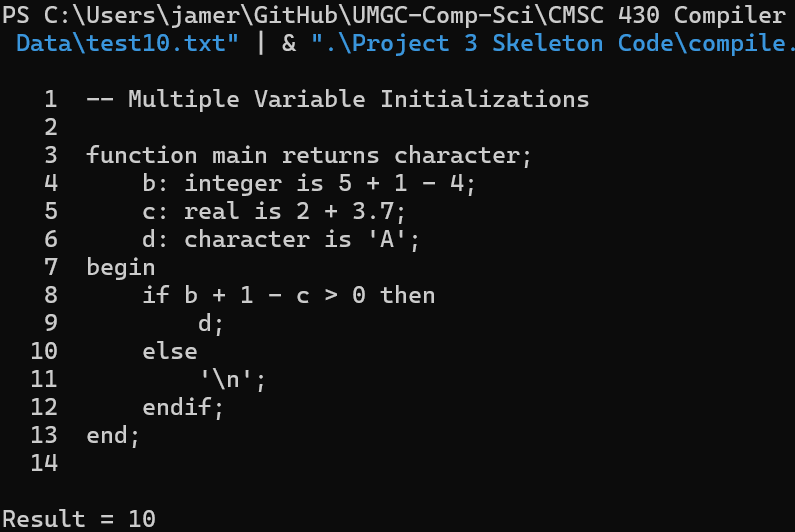 PS C:\Users\jamer\GitHub\UMGC-Comp-Sci\CMSC 430 Compiler
Data\test10.txt" | & ".\Project 3 Skeleton Code\compile.
1 -- Multiple Variable Initializations
2
3 function main returns character;
4 b: integer is 5 + 1 - 4;
5 c: real is 2 + 3.7;
6 d: character is 'A';
7 begin
8 if b + 1 - c > 0 then
9 d;
10 else
11 '\n';
12 endif;
13 end;
14
Result = 10